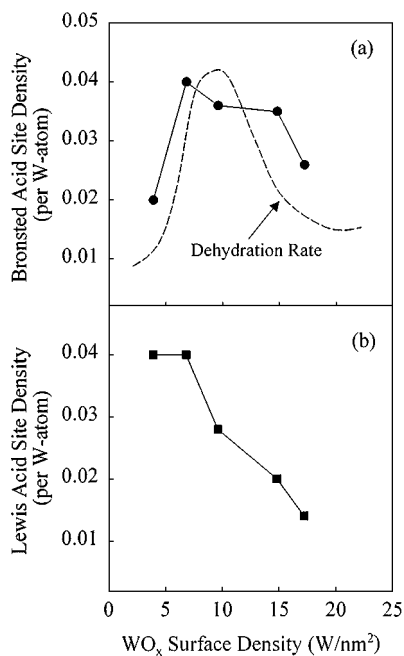 0.05
(a)
0.04
0.03
0.02
0.01
Bronsted Acid Site Density
(per W-atom)
Dehydration Rate
(b)
0.04
0.03
0.02
0.01
Lewis Acid Site Density
(per W-atom)
0 5 10 15 20 25
WOx Surface Density (W/nm²)